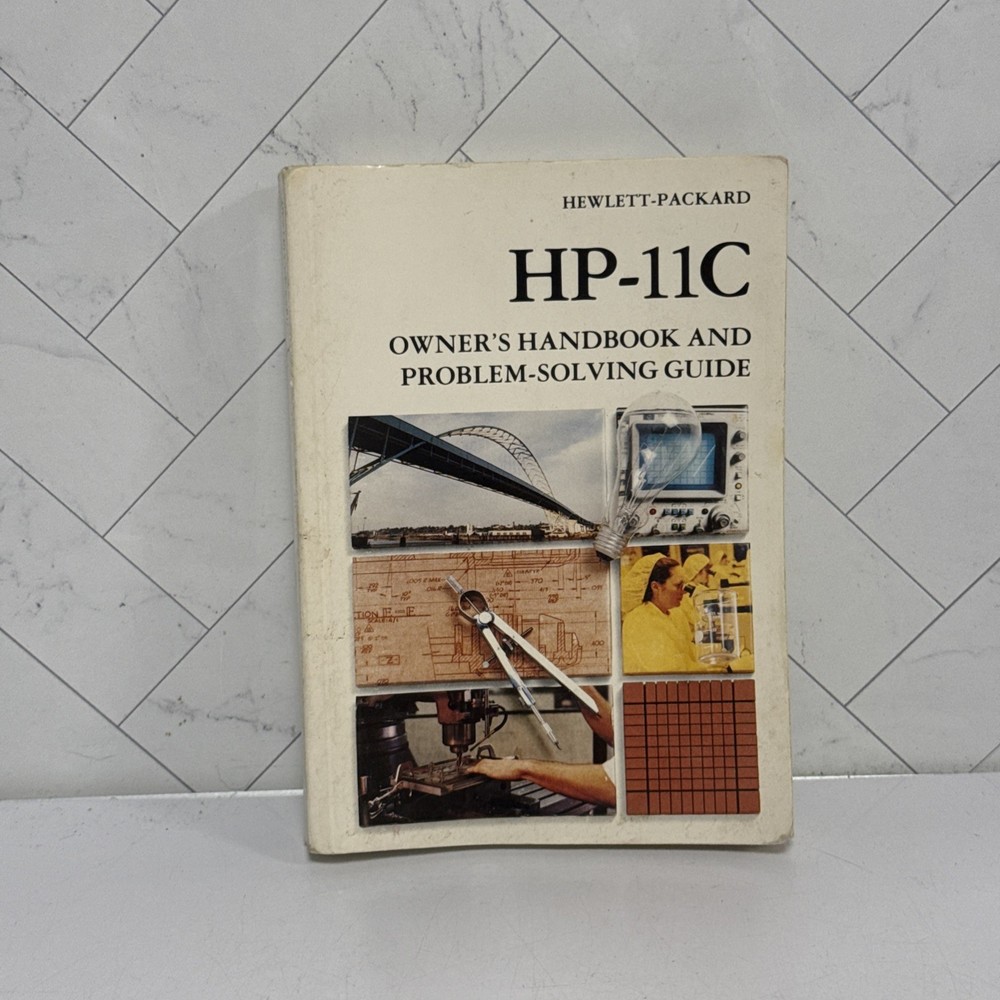 HEWLETT-PACKARD
HP-11C
OWNER'S HANDBOOK AND
PROBLEM-SOLVING GUIDE